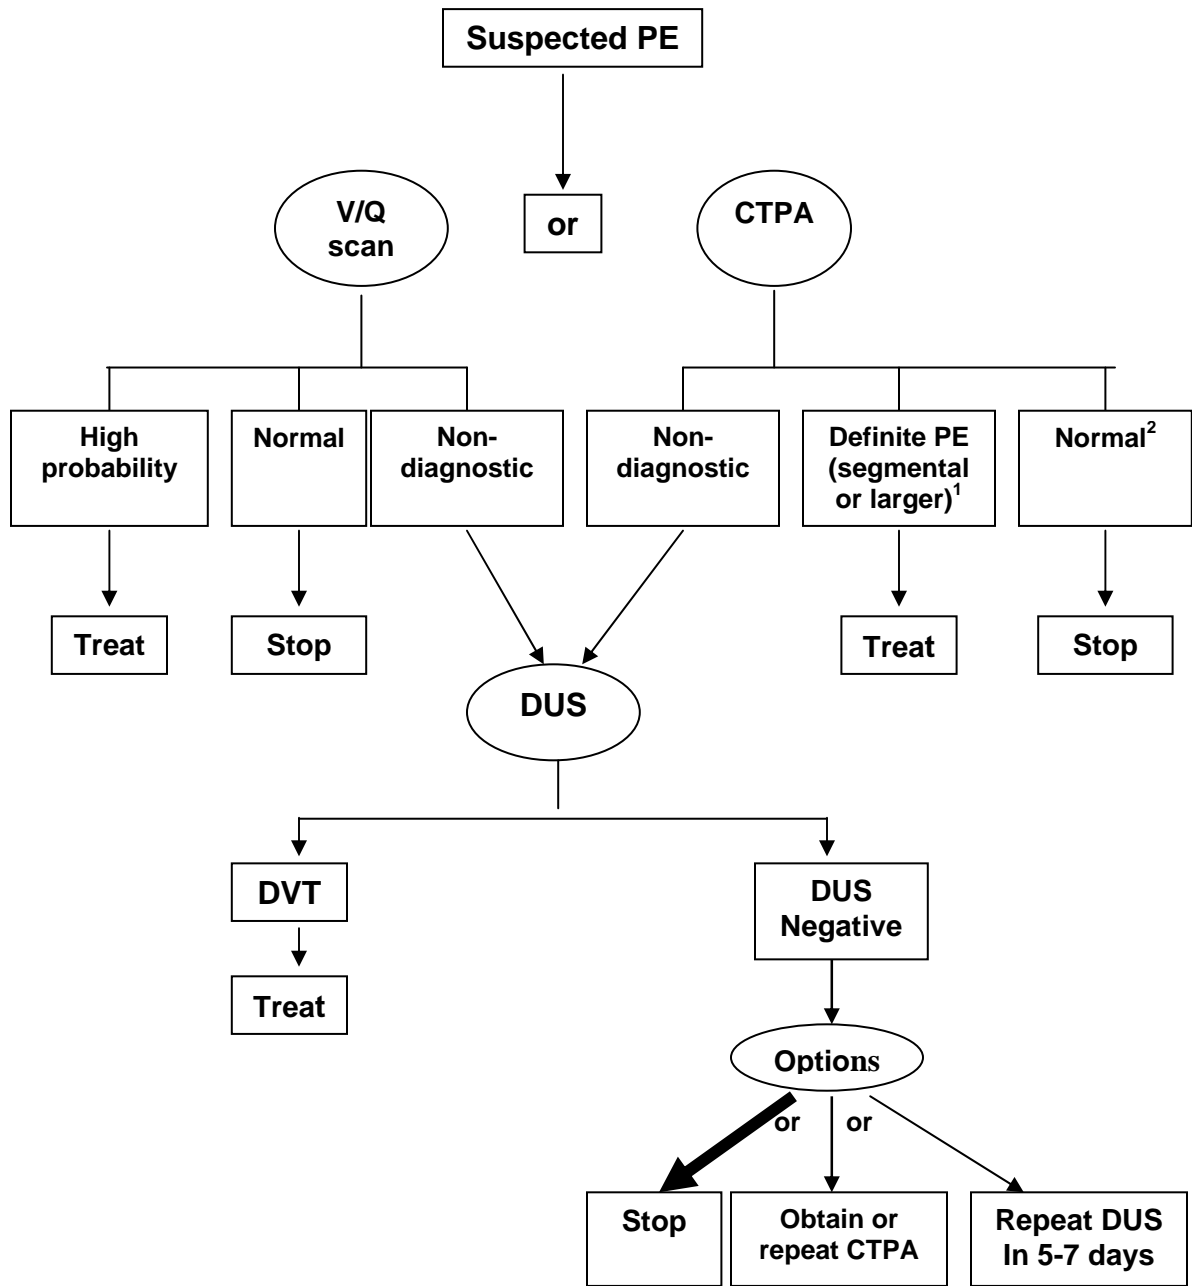 Suspected PE
V/Q
scan
or
CTPA
High
probability
Normal
Non-
diagnostic
Non-
diagnostic
Definite PE
(segmental
or larger)¹
Normal²
Treat
Stop
Treat
Stop
DUS
DVT
DUS
Negative
Treat
Options
or
or
Stop
Obtain or
repeat CTPA
Repeat DUS
In 5-7 days